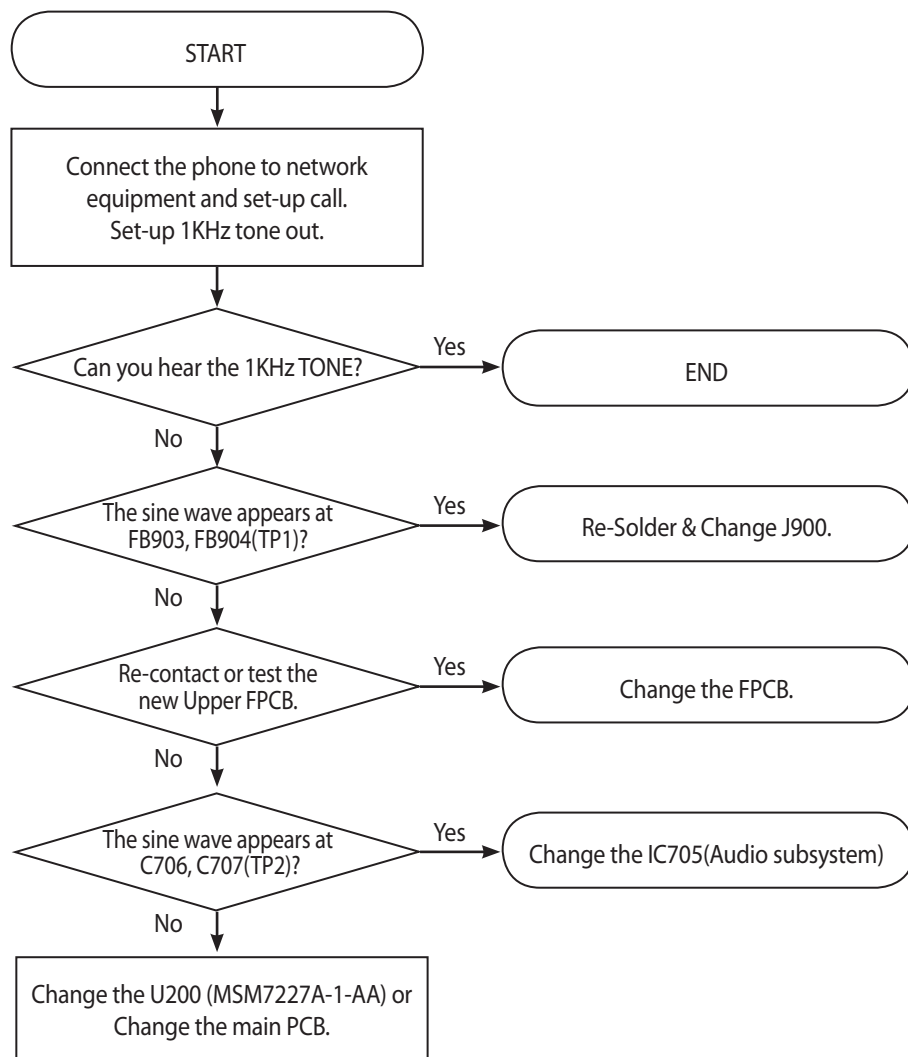 START
Connect the phone to network
equipment and set-up call.
Set-up 1KHz tone out.
Can you hear the 1KHz TONE?
Yes
END
No
The sine wave appears at
FB903, FB904(TP1)?
Yes
Re-Solder & Change J900.
No
Re-contact or test the
new Upper FPCB.
Yes
Change the FPCB.
No
The sine wave appears at
C706, C707(TP2)?
Yes
Change the IC705(Audio subsystem)
No
Change the U200 (MSM7227A-1-AA) or
Change the main PCB.